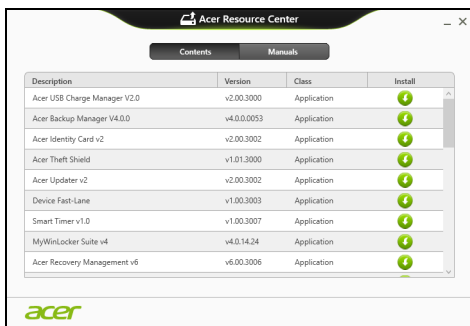 Acer Resource Center
Contents Manuals
Description Version Class Install
Acer USB Charge Manager V2.0 v2.00.3000 Application
Acer Backup Manager V4.0.0 v4.0.0.0053 Application
Acer Identity Card v2 v2.00.3002 Application
Acer Theft Shield v1.01.3000 Application
Acer Updater v2 v2.00.3002 Application
Device Fast-Lane v1.00.3003 Application
Smart Timer v1.0 v1.00.3007 Application
MyWinLocker Suite v4 v4.0.14.24 Application
Acer Recovery Management v6 v6.00.3006 Application
acer